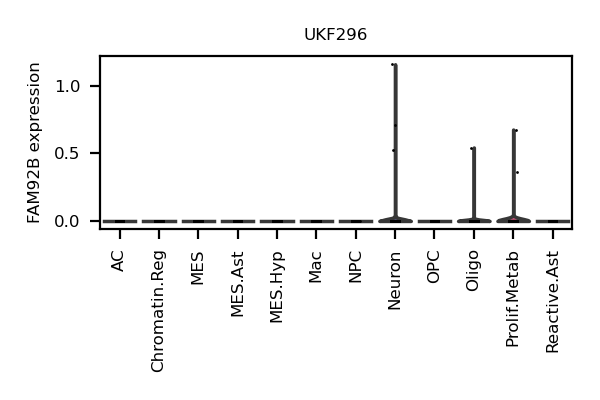 UKF296
FAM92B expression
1.0
0.5
0.0
AC
Chromatin.Reg
MES
MES.Ast
MES.Hyp
Mac
NPC
Neuron
OPC
Oligo
Prolif.Metab
Reactive.Ast